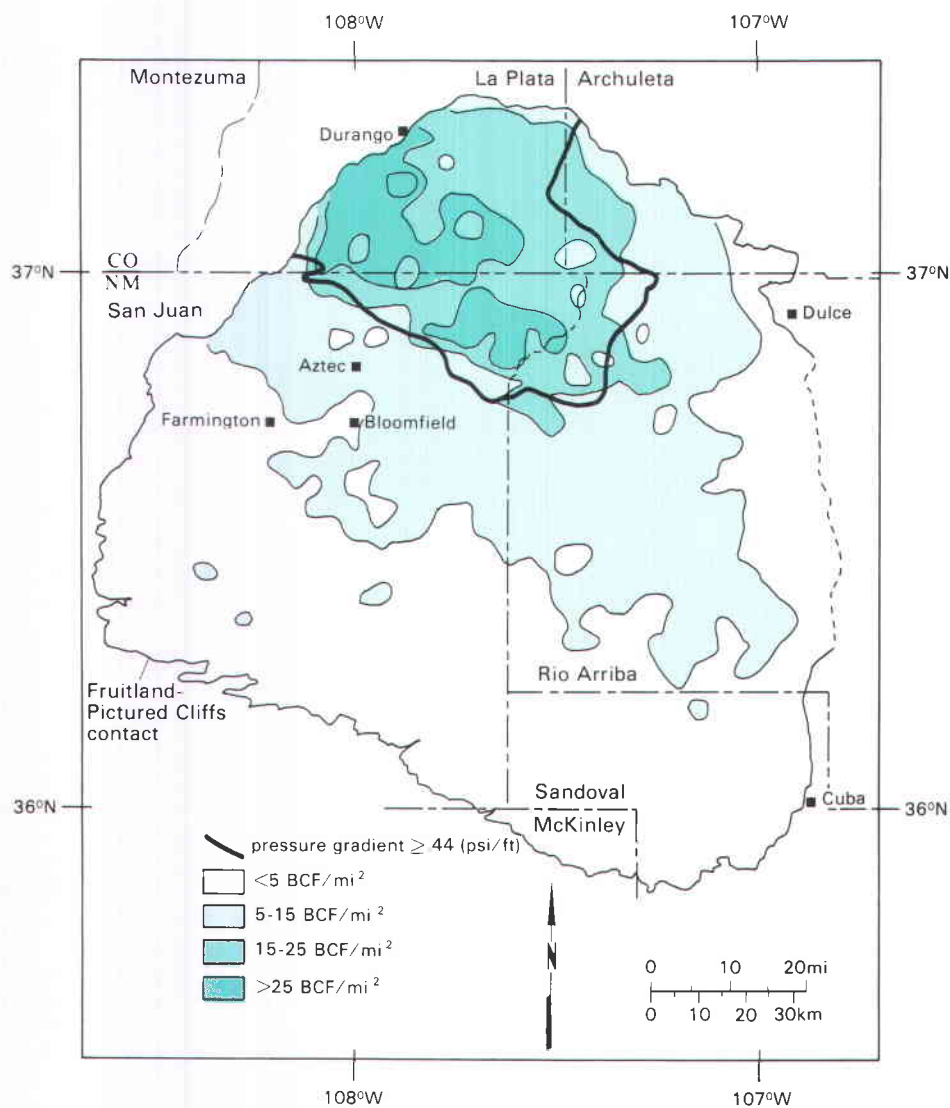 108°W 107°W
Montezuma
La Plata Archuleta
Durango
37°N CO 37°N
NM
San Juan
Dulce
Aztec
Farmington Bloomfield
Rio Arriba
Fruitland-
Pictured Cliffs
contact
36°N Sandoval Cuba 36°N
McKinley
pressure gradient ≥ .44 (psi/ft)
<5 BCF/mi²
5-15 BCF/mi²
15-25 BCF/mi²
>25 BCF/mi²
N
0 10 20mi
0 10 20 30km
108°W 107°W